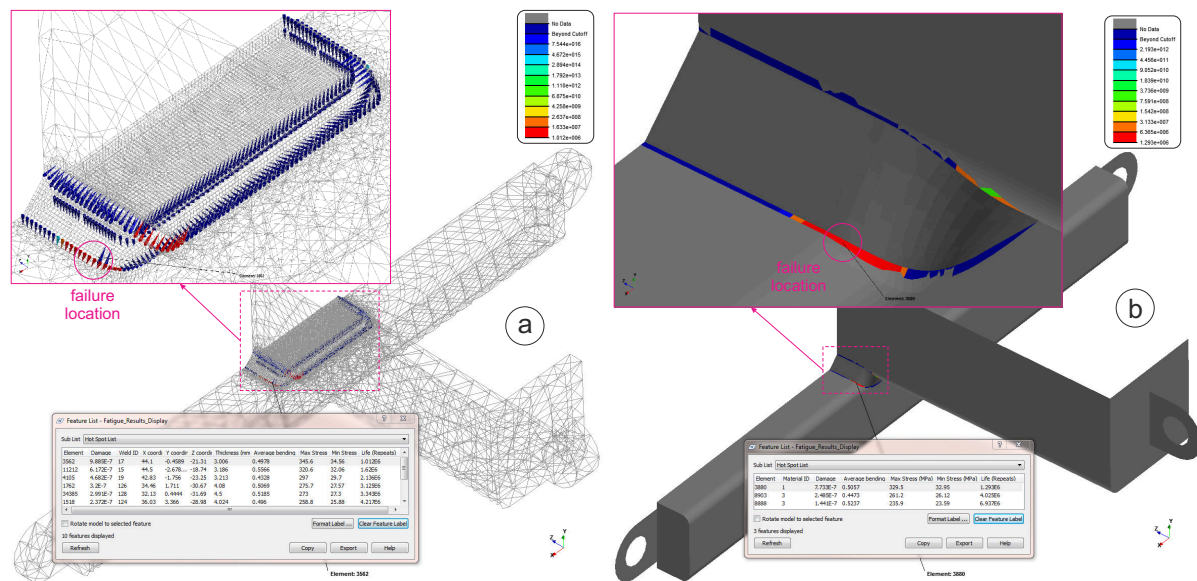 No Data
Beyond Cutoff
7.544e+016
4.672e+015
2.894e+014
1.792e+013
1.110e+012
6.875e+010
4.258e+009
2.637e+008
1.633e+007
1.012e+006
Element: 3562
failure
location
a
Feature List - Fatigue_Results_Display
Sub List Hot Spot List
Element Damage Weld ID X coordi Y coordir Z coordi Thickness (mm Average bending Max Stress Min Stress Life (Repeats)
3562 9.885E-7 17 44.1 -0.4589 -21.31 3.006 0.4978 345.6 34.56 1.012E6
11212 6.172E-7 15 44.5 -2.678... -18.74 3.186 0.5566 320.6 32.06 1.62E6
4105 4.682E-7 19 42.83 -1.756 -23.25 3.213 0.4328 297 29.7 2.136E6
1762 3.2E-7 126 34.46 1.711 -30.67 4.08 0.5069 275.7 27.57 3.125E6
34385 2.991E-7 128 32.13 0.4444 -31.69 4.5 0.5185 273 27.3 3.343E6
1518 2.372E-7 124 36.03 3.366 -28.98 4.024 0.496 258.8 25.88 4.217E6
Rotate model to selected feature
Format Label ... Clear Feature Label
10 features displayed
Refresh Copy Export Help
Element: 3562
Y
Z
X
No Data
Beyond Cutoff
2.193e+012
4.458e+011
9.052e+010
1.839e+010
3.736e+009
7.591e+008
1.542e+008
3.133e+007
6.365e+006
1.293e+006
failure
location
Element: 3880
b
Feature List - Fatigue_Results_Display
Sub List Hot Spot List
Element Material ID Damage Average bending Max Stress (MPa) Min Stress (MPa) Life (Repeats)
3880 1 7.733E-7 0.5057 329.5 32.95 1.293E6
8903 3 2.485E-7 0.4473 261.2 26.12 4.025E6
8888 3 1.441E-7 0.5237 235.9 23.59 6.937E6
Rotate model to selected feature
Format Label ... Clear Feature Label
3 features displayed
Refresh Copy Export Help
Element: 3880
Y
Z
X